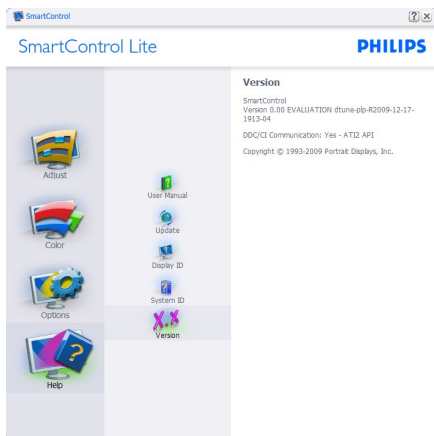 SmartControl
SmartControl Lite
PHILIPS
Adjust
Color
Options
Help
User Manual
Update
Display ID
System ID
X.X
Version
Version
SmartControl
Version 0.00 EVALUATION dtune-plp-R2009-12-17-
1913-04
DDC/CI Communication: Yes - ATI2 API
Copyright © 1993-2009 Portrait Displays, Inc.